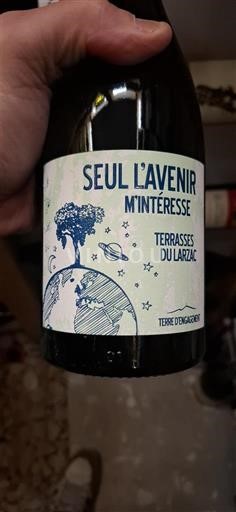 SEUL L'AVENIR
M'INTÉRESSE
TERRASSES
DU LARZAC
TERRE D'ENGAGEMENT